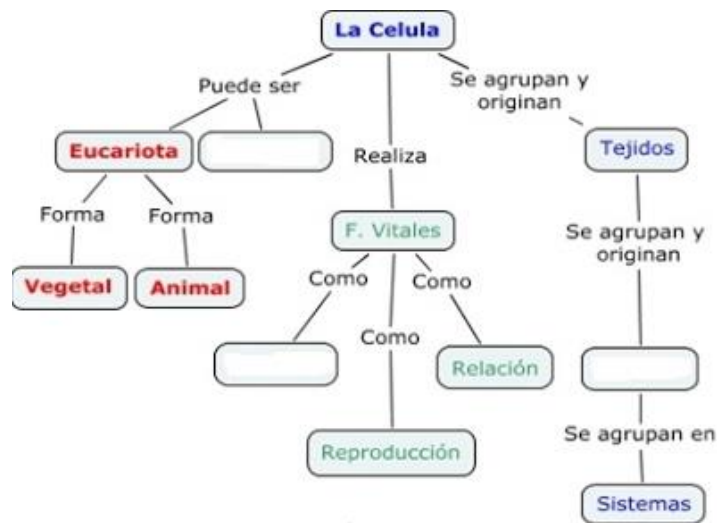 La Celula
Puede ser
Se agrupan y
originan
Eucariota
Realiza
Tejidos
Forma
Forma
F. Vitales
Se agrupan y
originan
Vegetal
Animal
Como
Como
Como
Relación
Reproducción
Se agrupan en
Sistemas